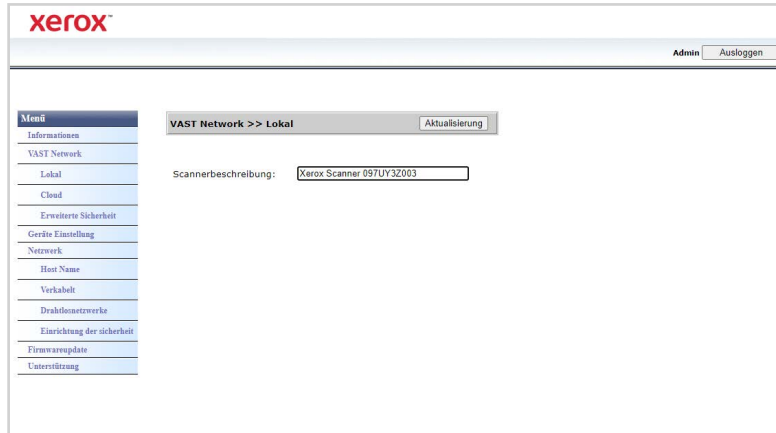 xerox™
Admin Ausloggen
Menü
Informationen
VAST Network
Lokal
Cloud
Erweiterte Sicherheit
Geräte Einstellung
Netzwerk
Host Name
Verkabelt
Drahtlosnetzwerke
Einrichtung der sicherheit
Firmwareupdate
Unterstützung
VAST Network >> Lokal Aktualisierung
Scannerbeschreibung: Xerox Scanner 097UY3Z003